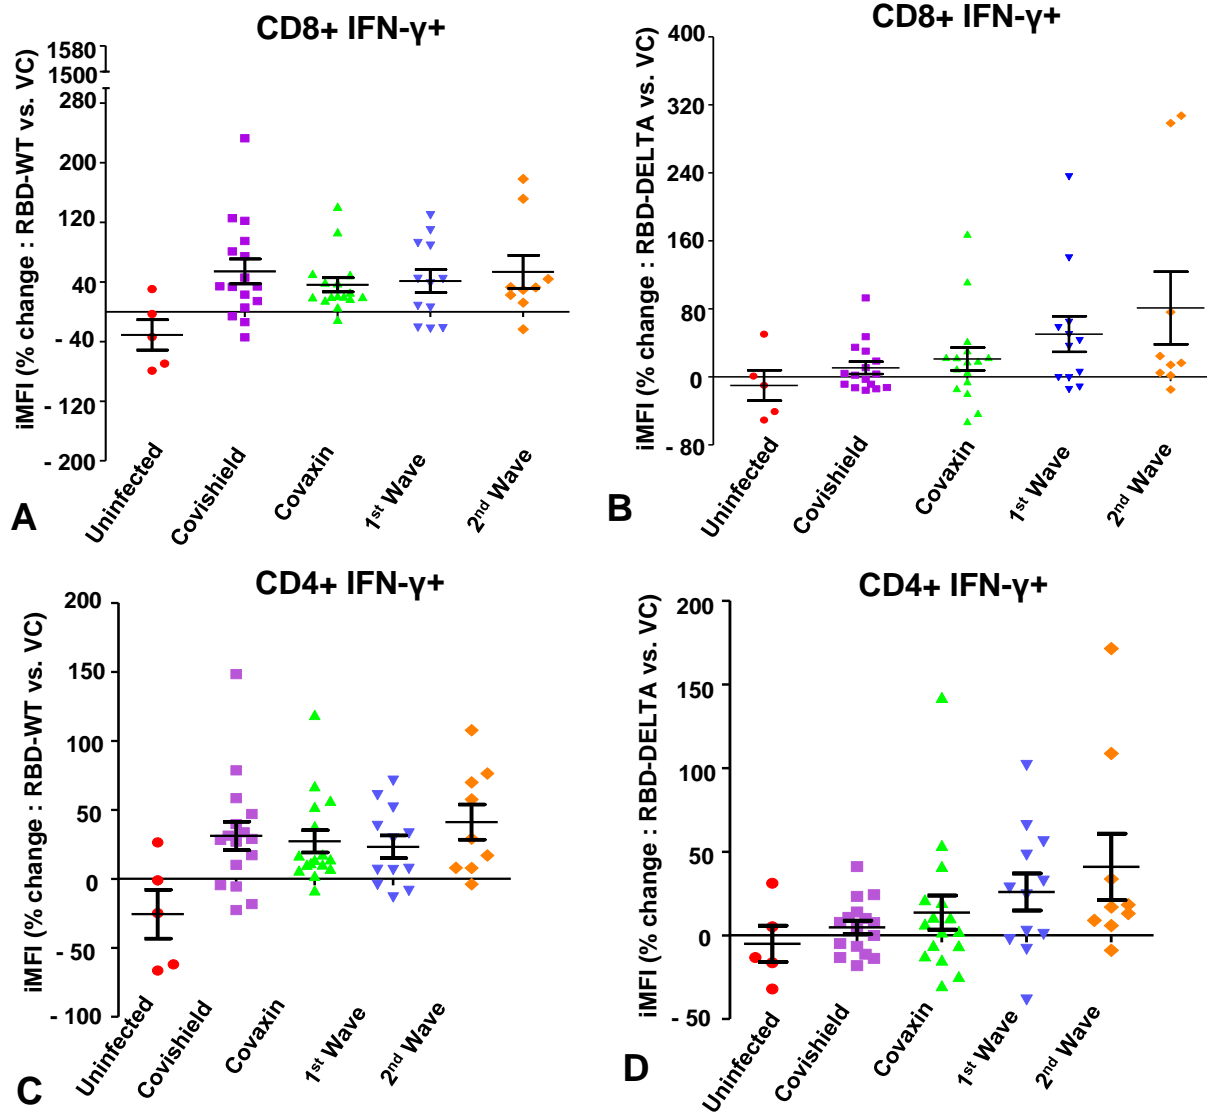 CD8+ IFN-γ+
iMFI (% change : RBD-WT vs. VC)
1580
1500
280
200
120
40
- 40
- 120
- 200
Uninfected
Covishield
Covaxin
1st Wave
2nd Wave
A
CD8+ IFN-γ+
iMFI (% change : RBD-DELTA vs. VC)
400
320
240
160
80
0
- 80
Uninfected
Covishield
Covaxin
1st Wave
2nd Wave
B
CD4+ IFN-γ+
iMFI (% change : RBD-WT vs. VC)
200
150
100
50
0
- 50
- 100
Uninfected
Covishield
Covaxin
1st Wave
2nd Wave
C
CD4+ IFN-γ+
iMFI (% change : RBD-DELTA vs. VC)
200
150
100
50
0
- 50
Uninfected
Covishield
Covaxin
1st Wave
2nd Wave
D